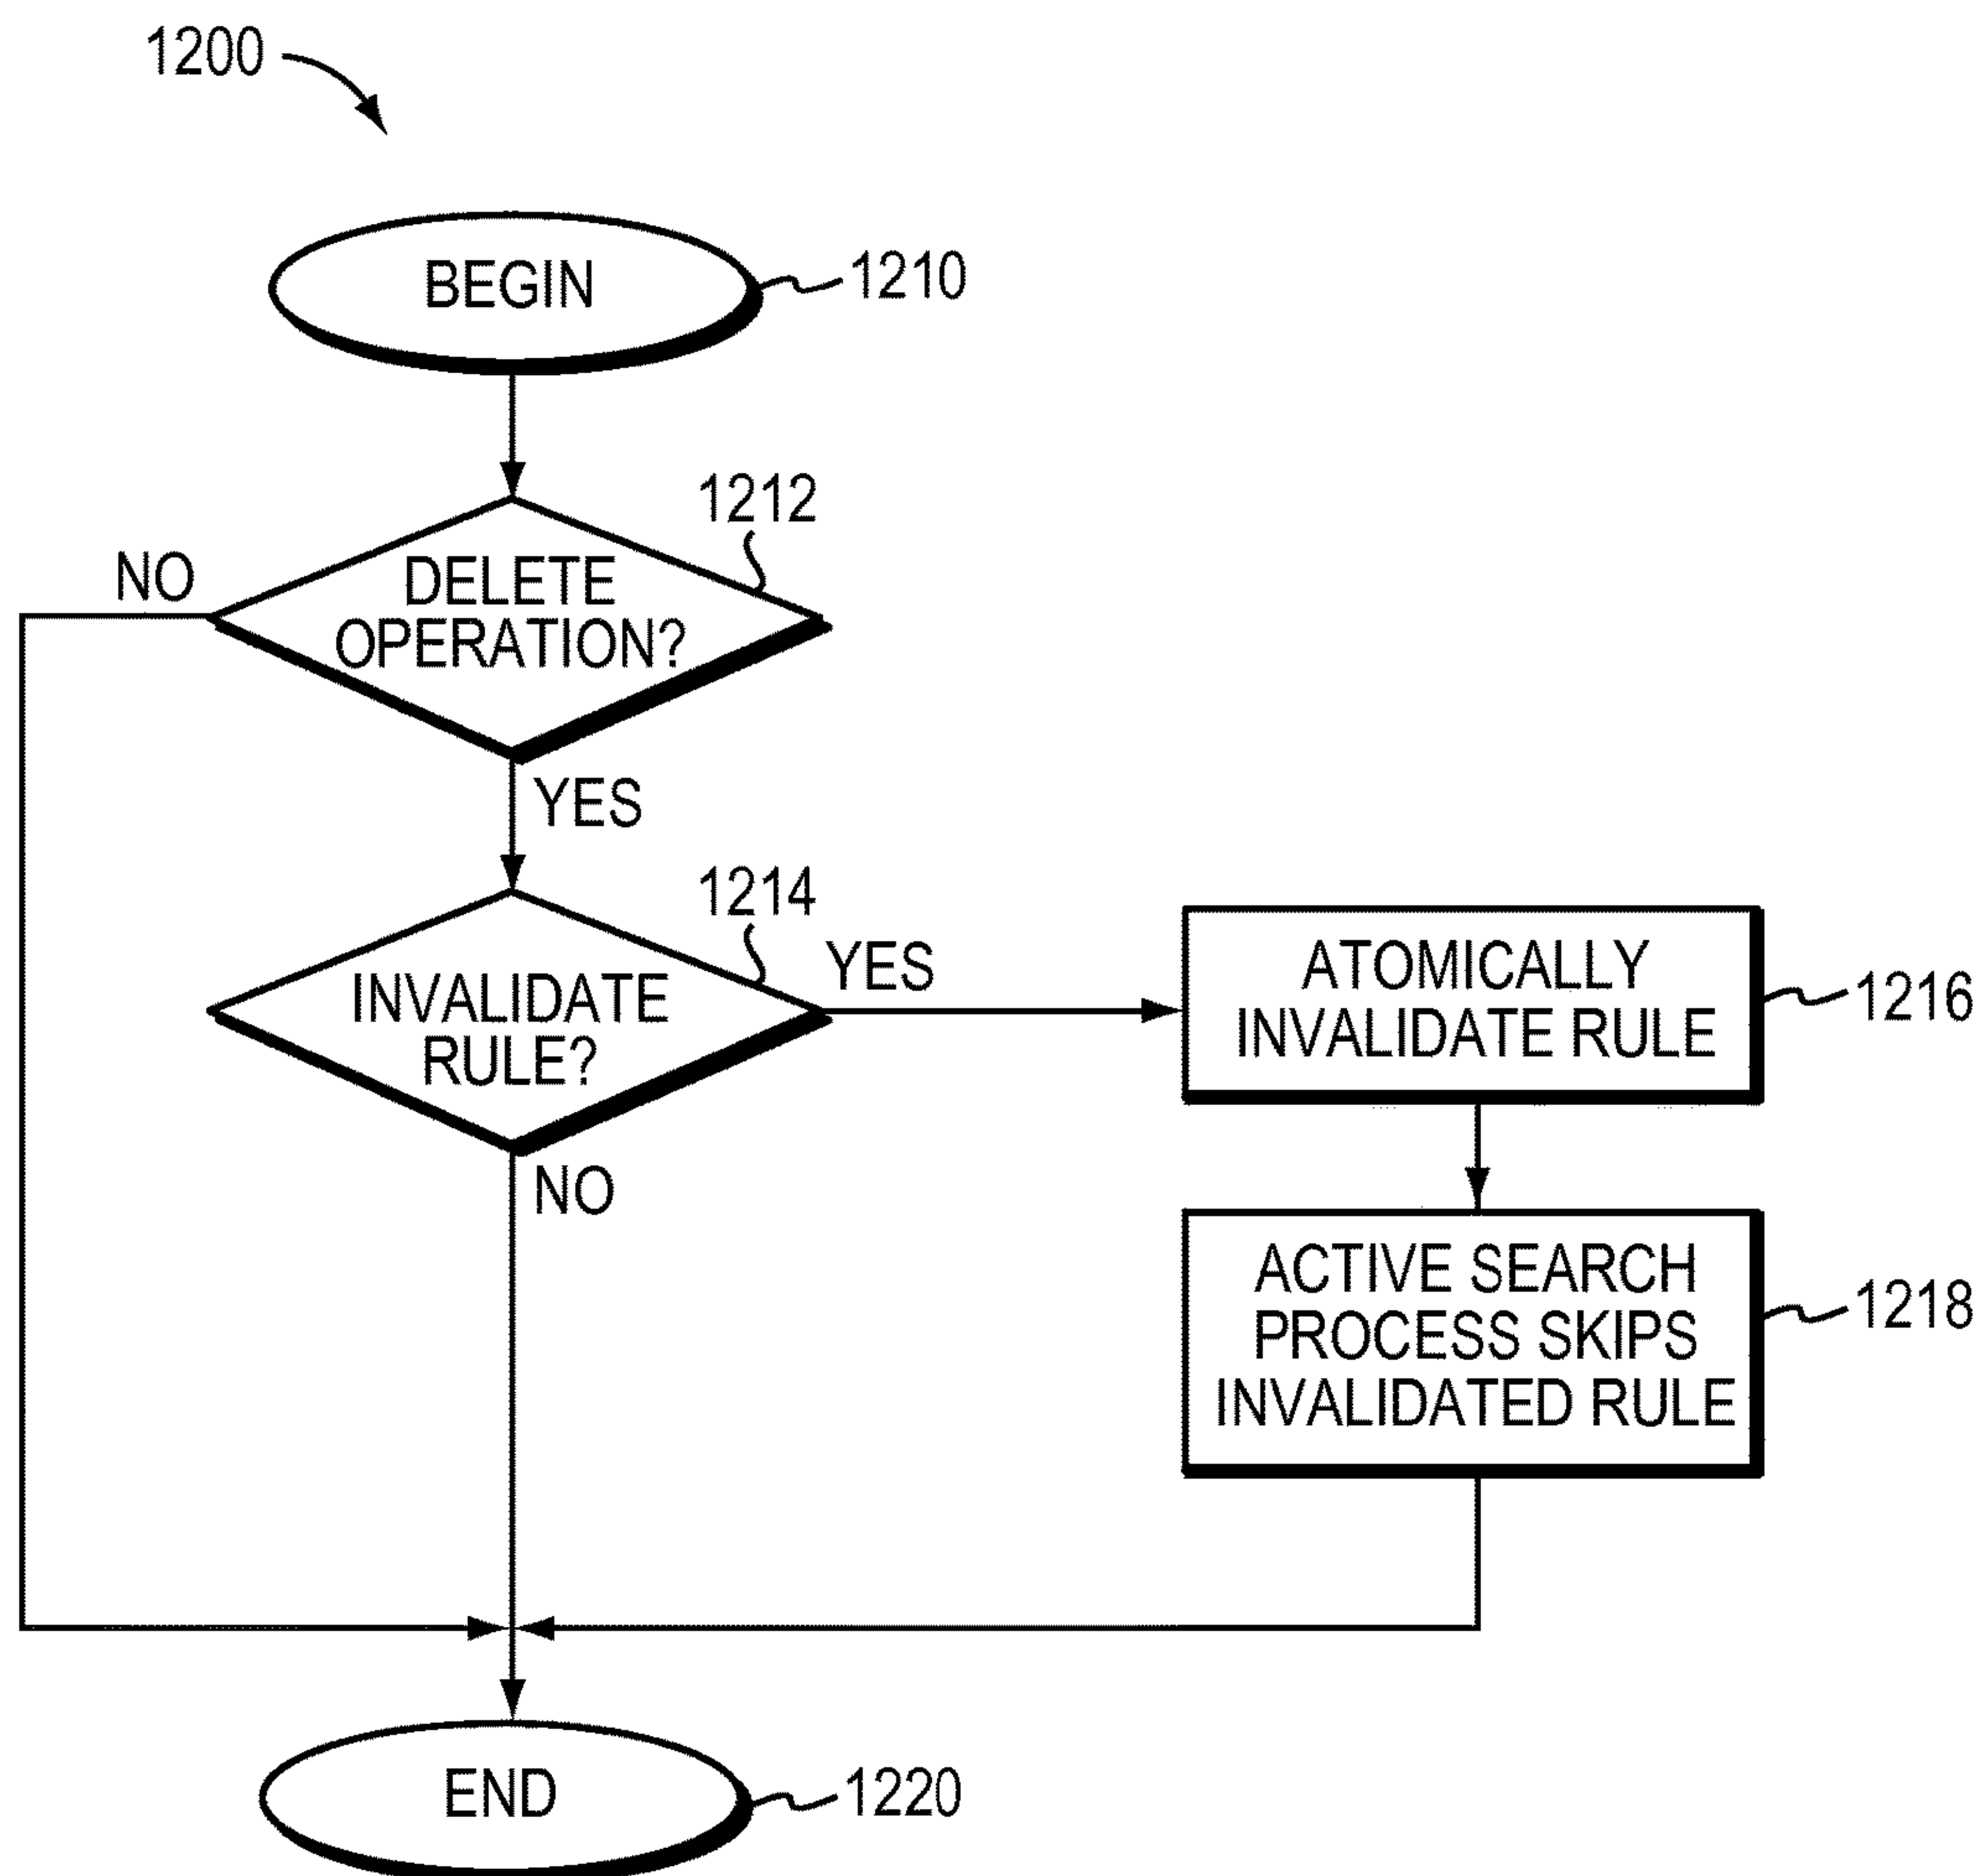 1200
BEGIN
1210
1212
NO
DELETE
OPERATION?
YES
1214
INVALIDATE
RULE?
YES
NO
ATOMICALLY
INVALIDATE RULE
1216
ACTIVE SEARCH
PROCESS SKIPS
INVALIDATED RULE
1218
END
1220